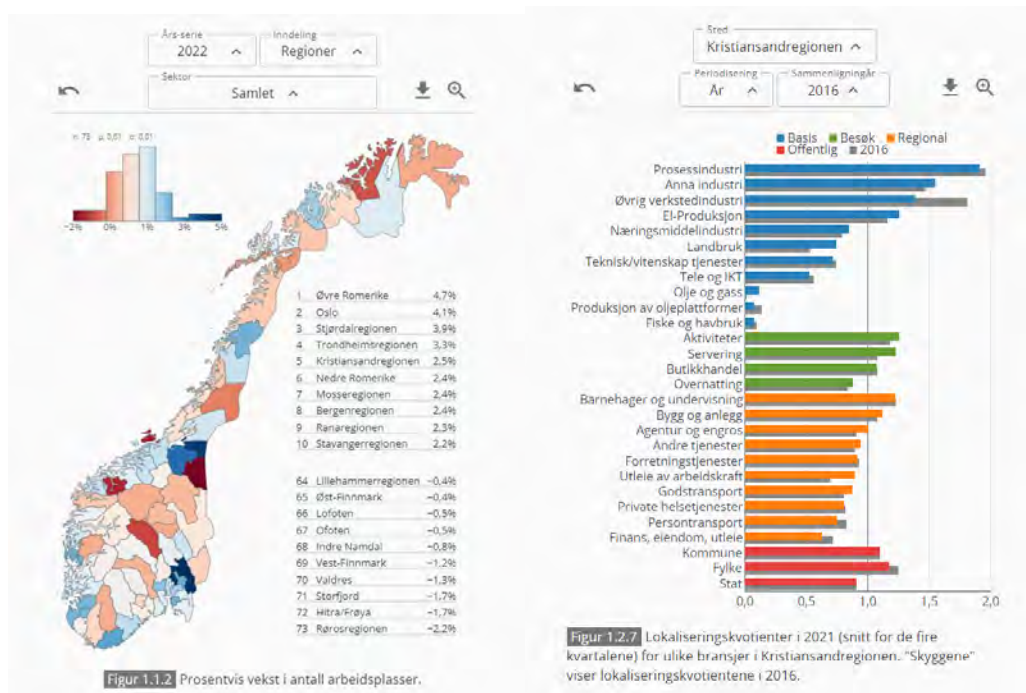 Års-serie
2022
Inndeling
Regioner
Sektor
Samlet
n: 73 μ: 0,01 σ: 0,01
−2% 0% 1% 3% 5%
1 Øvre Romerike 4,7%
2 Oslo 4,1%
3 Stjørdalregionen 3,9%
4 Trondheimsregionen 3,3%
5 Kristiansandregionen 2,5%
6 Nedre Romerike 2,4%
7 Mosseregionen 2,4%
8 Bergenregionen 2,4%
9 Ranaregionen 2,3%
10 Stavangerregionen 2,2%
64 Lillehammerregionen −0,4%
65 Øst-Finnmark −0,4%
66 Lofoten −0,5%
67 Ofoten −0,5%
68 Indre Namdal −0,8%
69 Vest-Finnmark −1,2%
70 Valdres −1,3%
71 Storfjord −1,7%
72 Hitra/Frøya −1,7%
73 Rørosregionen −2,2%
Figur 1.1.2 Prosentvis vekst i antall arbeidsplasser.
Sted
Kristiansandregionen
Periodisering
År
Sammenligningår
2016
Basis Besøk Regional
Offentlig 2016
Prosessindustri
Anna industri
Øvrig verkstedindustri
El-Produksjon
Næringsmiddelindustri
Landbruk
Teknisk/vitenskap tjenester
Tele og IKT
Olje og gass
Produksjon av oljeplattformer
Fiske og havbruk
Aktiviteter
Servering
Butikkhandel
Overnatting
Barnehager og undervisning
Bygg og anlegg
Agentur og engros
Andre tjenester
Forretningstjenester
Utleie av arbeidskraft
Godstransport
Private helsetjenester
Persontransport
Finans, eiendom, utleie
Kommune
Fylke
Stat
0,0 0,5 1,0 1,5 2,0
Figur 1.2.7 Lokaliseringskvotienter i 2021 (snitt for de fire
kvartalene) for ulike bransjer i Kristiansandregionen. "Skyggene"
viser lokaliseringskvotientene i 2016.